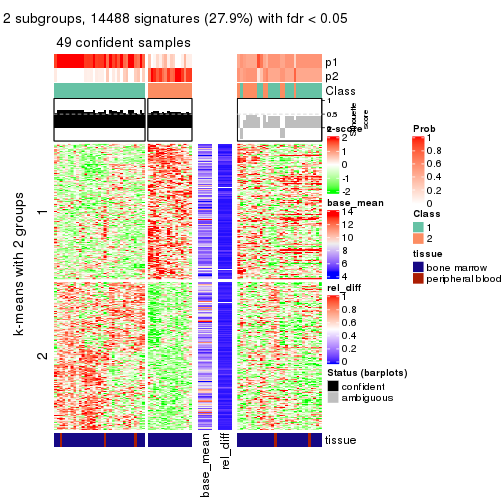 2 subgroups, 14488 signatures (27.9%) with fdr < 0.05
49 confident samples
p1
p2
Class
1
0.5
0
Silhouette
score
z-score
2
1
0
-1
-2
base_mean
14
12
10
8
6
4
rel_diff
1
0.8
0.6
0.4
0.2
0
Status (barplots)
confident
ambiguous
Prob
1
0.8
0.6
0.4
0.2
0
Class
1
2
tissue
bone marrow
peripheral blood
k-means with 2 groups
1
2
tissue
base_mean
rel_diff